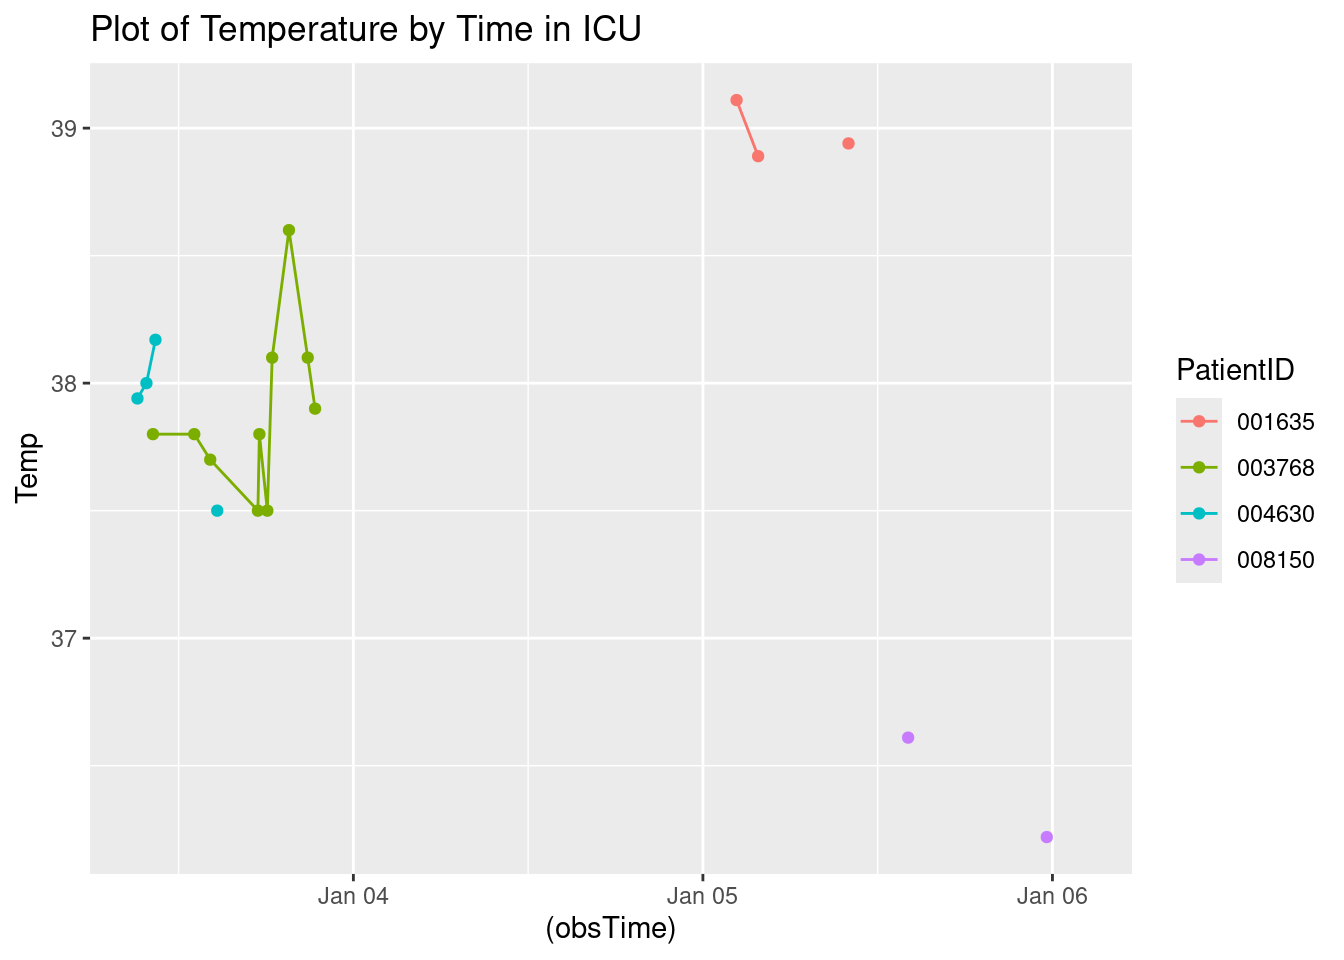 Plot of Temperature by Time in ICU
39
38
37
Temp
Jan 04
Jan 05
Jan 06
(obsTime)
PatientID
001635
003768
004630
008150